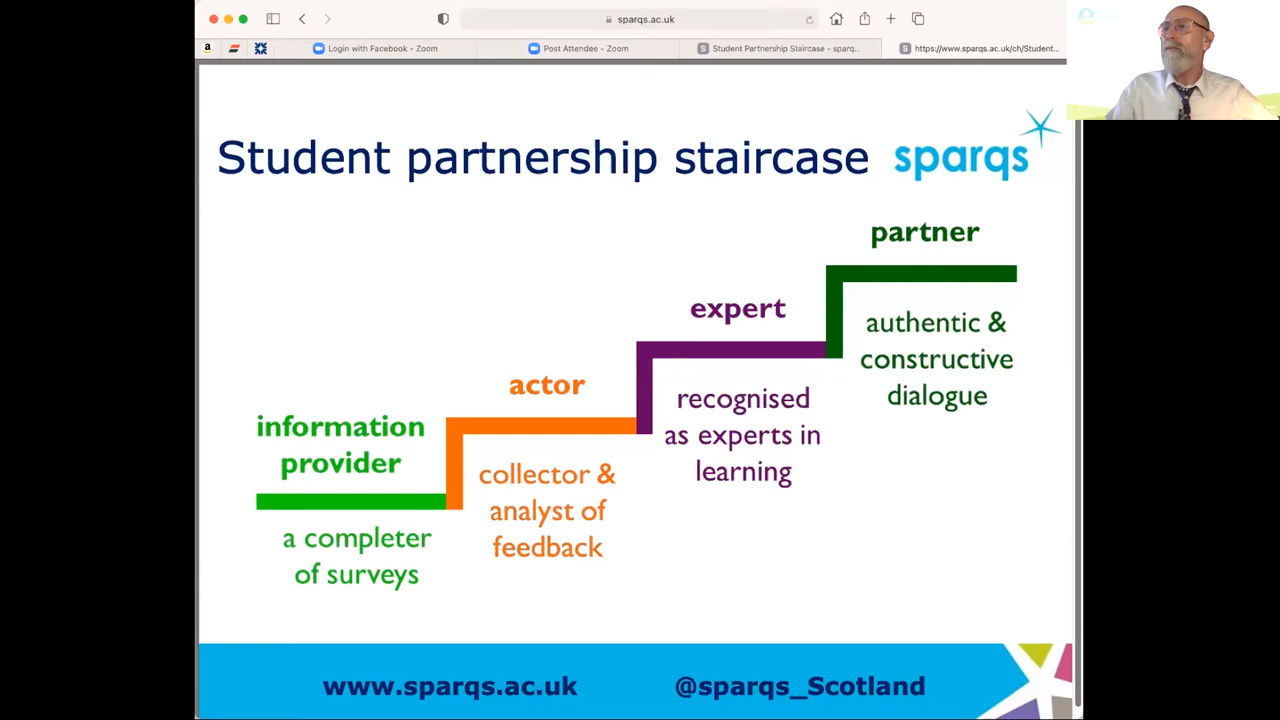 sparqs.ac.uk
Login with Facebook - Zoom
Post Attendee - Zoom
Student Partnership Staircase - sparq...
https://www.sparqs.ac.uk/ch/Student...
Student partnership staircase
sparqs
partner
authentic &
constructive
dialogue
expert
recognised
as experts in
learning
actor
collector &
analyst of
feedback
information
provider
a completer
of surveys
www.sparqs.ac.uk
@sparqs_Scotland